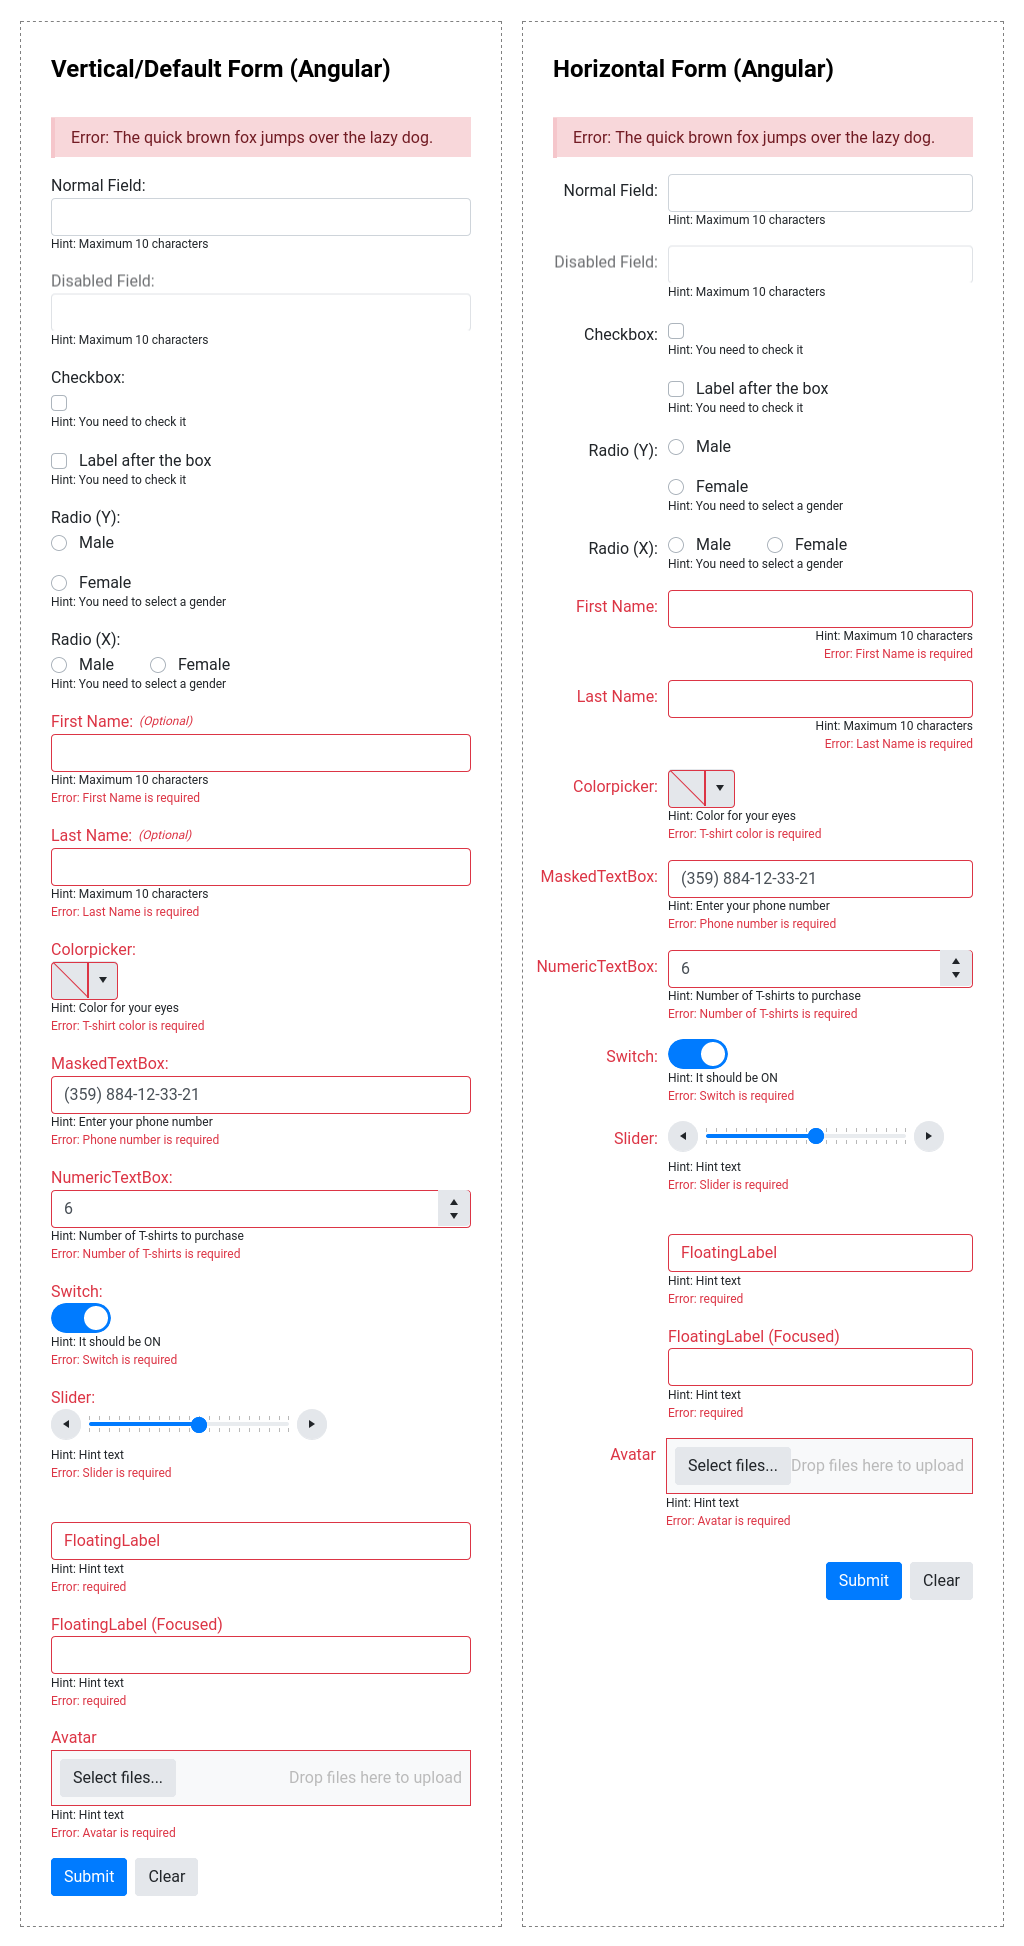 Vertical/Default Form (Angular)
Error: The quick brown fox jumps over the lazy dog.
Normal Field:
Hint: Maximum 10 characters
Disabled Field:
Hint: Maximum 10 characters
Checkbox:
Hint: You need to check it
Label after the box
Hint: You need to check it
Radio (Y):
Male
Female
Hint: You need to select a gender
Radio (X):
Male Female
Hint: You need to select a gender
First Name: (Optional)
Hint: Maximum 10 characters
Error: First Name is required
Last Name: (Optional)
Hint: Maximum 10 characters
Error: Last Name is required
Colorpicker:
Hint: Color for your eyes
Error: T-shirt color is required
MaskedTextBox:
(359) 884-12-33-21
Hint: Enter your phone number
Error: Phone number is required
NumericTextBox:
6
Hint: Number of T-shirts to purchase
Error: Number of T-shirts is required
Switch:
Hint: It should be ON
Error: Switch is required
Slider:
Hint: Hint text
Error: Slider is required
FloatingLabel
Hint: Hint text
Error: required
FloatingLabel (Focused)
Hint: Hint text
Error: required
Avatar
Select files... Drop files here to upload
Hint: Hint text
Error: Avatar is required
Submit Clear
Horizontal Form (Angular)
Error: The quick brown fox jumps over the lazy dog.
Normal Field:
Hint: Maximum 10 characters
Disabled Field:
Hint: Maximum 10 characters
Checkbox:
Hint: You need to check it
Label after the box
Hint: You need to check it
Radio (Y): Male
Female
Hint: You need to select a gender
Radio (X): Male Female
Hint: You need to select a gender
First Name:
Hint: Maximum 10 characters
Error: First Name is required
Last Name:
Hint: Maximum 10 characters
Error: Last Name is required
Colorpicker:
Hint: Color for your eyes
Error: T-shirt color is required
MaskedTextBox: (359) 884-12-33-21
Hint: Enter your phone number
Error: Phone number is required
NumericTextBox: 6
Hint: Number of T-shirts to purchase
Error: Number of T-shirts is required
Switch:
Hint: It should be ON
Error: Switch is required
Slider:
Hint: Hint text
Error: Slider is required
FloatingLabel
Hint: Hint text
Error: required
FloatingLabel (Focused)
Hint: Hint text
Error: required
Avatar Select files... Drop files here to upload
Hint: Hint text
Error: Avatar is required
Submit Clear